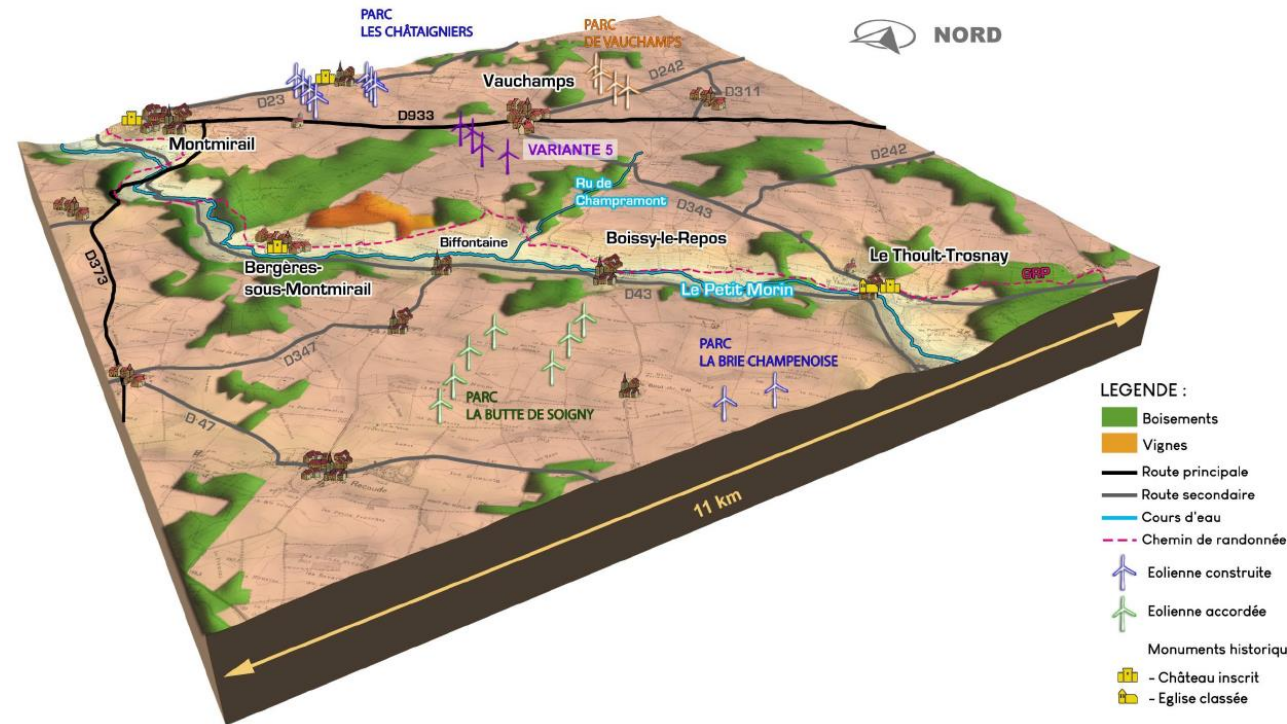 PARC
LES CHÂTAIGNIERS
PARC
DE VAUCHAMPS
NORD
Vauchamps
D242
D311
D23
D933
Montmirail
VARIANTE 5
D242
Ru de
Champramont
D343
Biffontaine
Boissy-le-Repos
Le Thoult-Trosnay
GRP
Bergères-
sous-Montmirail
D373
D43
Le Petit Morin
D347
PARC
LA BRIE CHAMPENOISE
PARC
LA BUTTE DE SOIGNY
D 47
11 km
LEGENDE :
Boisements
Vignes
Route principale
Route secondaire
Cours d'eau
Chemin de randonnée
Eolienne construite
Eolienne accordée
Monuments historiqu
- Château inscrit
- Eglise classée